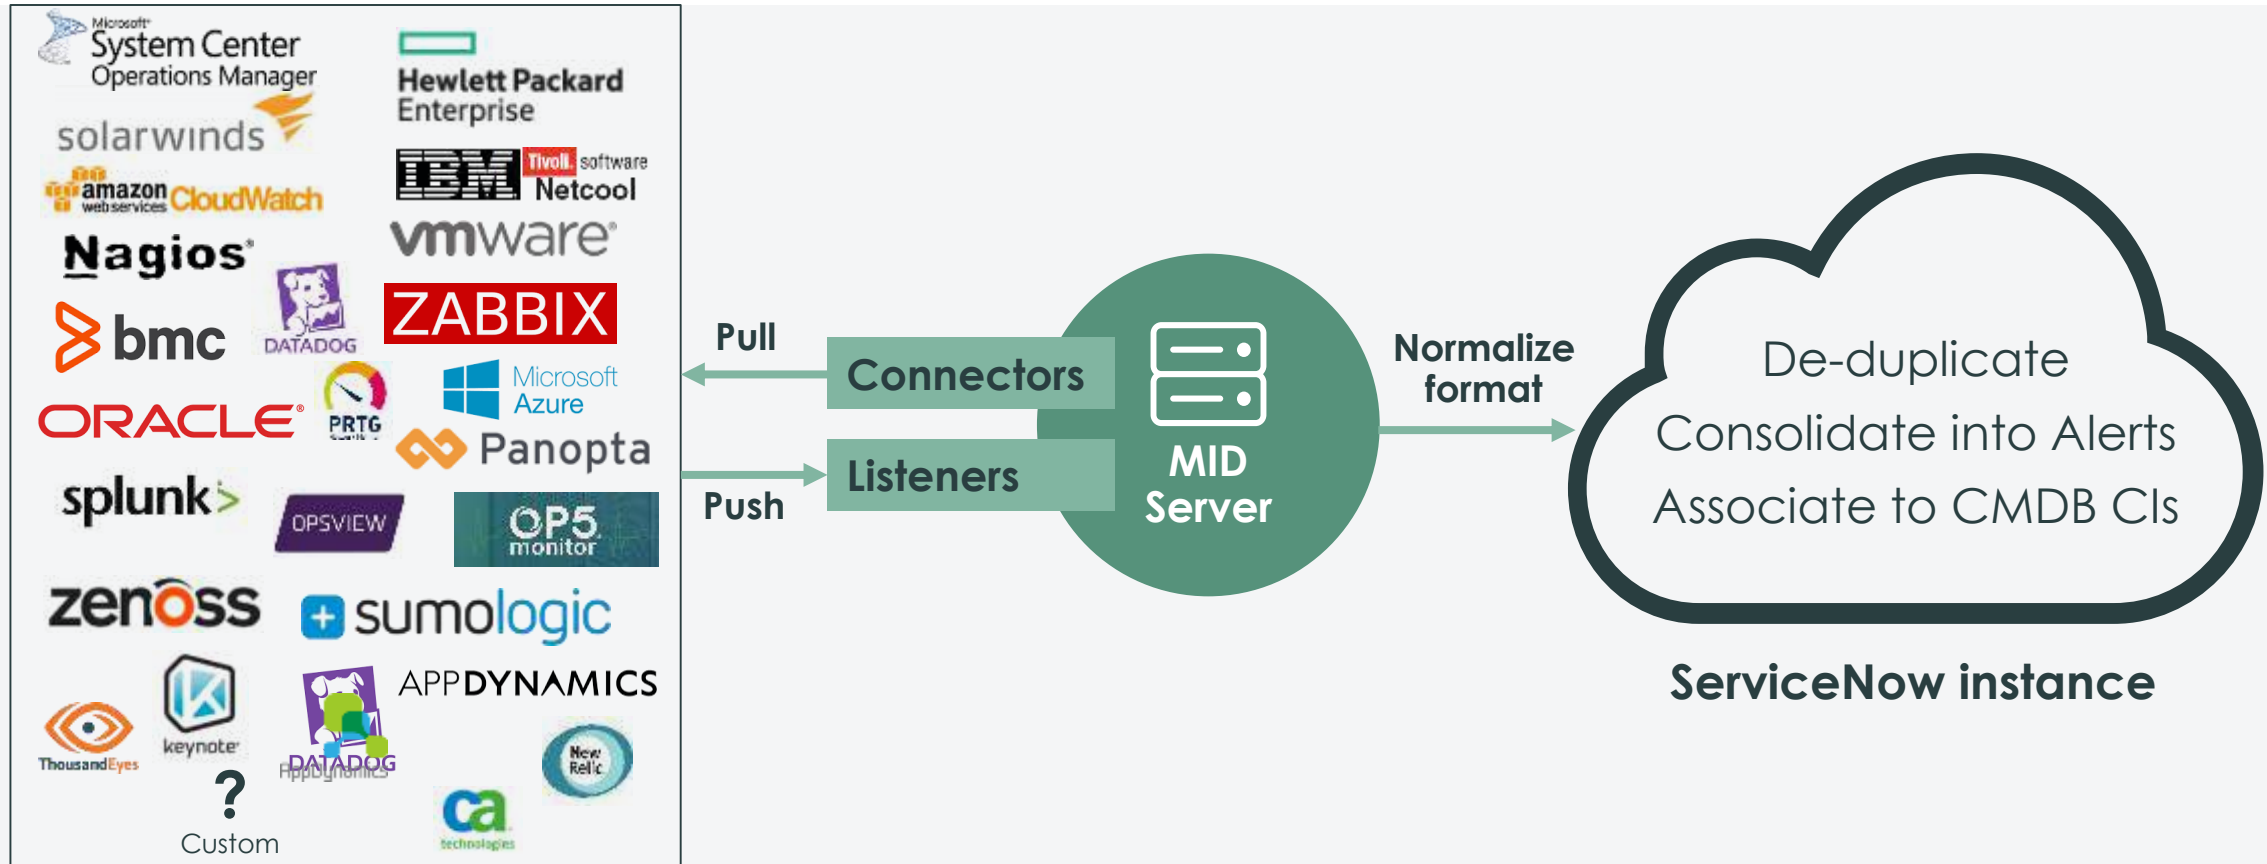 Microsoft
System Center
Operations Manager
Hewlett Packard
Enterprise
solarwinds
IBM Tivoli. software
Netcool
amazon
webservices CloudWatch
vmware
Nagios
DATADOG
ZABBIX
bmc
Microsoft
Azure
ORACLE
PRTG
Panopta
splunk>
OPSVIEW
OP5
monitor
zenoss
sumologic
APPDYNAMICS
keynote
ThousandEyes
DATADOG
AppDynamics
New
Relic
?
Custom
ca
technologies
Pull
Push
Connectors
Listeners
MID
Server
Normalize
format
De-duplicate
Consolidate into Alerts
Associate to CMDB CIs
ServiceNow instance